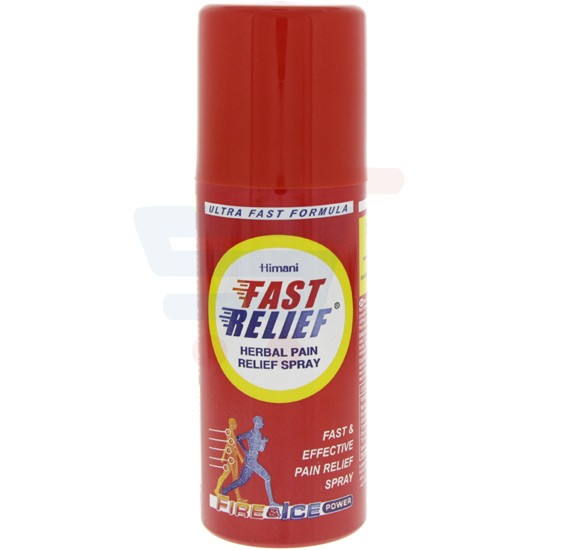 ULTRA FAST FORMULA
Himani
FAST
RELIEF®
HERBAL PAIN
RELIEF SPRAY
FAST &
EFFECTIVE
PAIN RELIEF
SPRAY
FIRE & ICE POWER